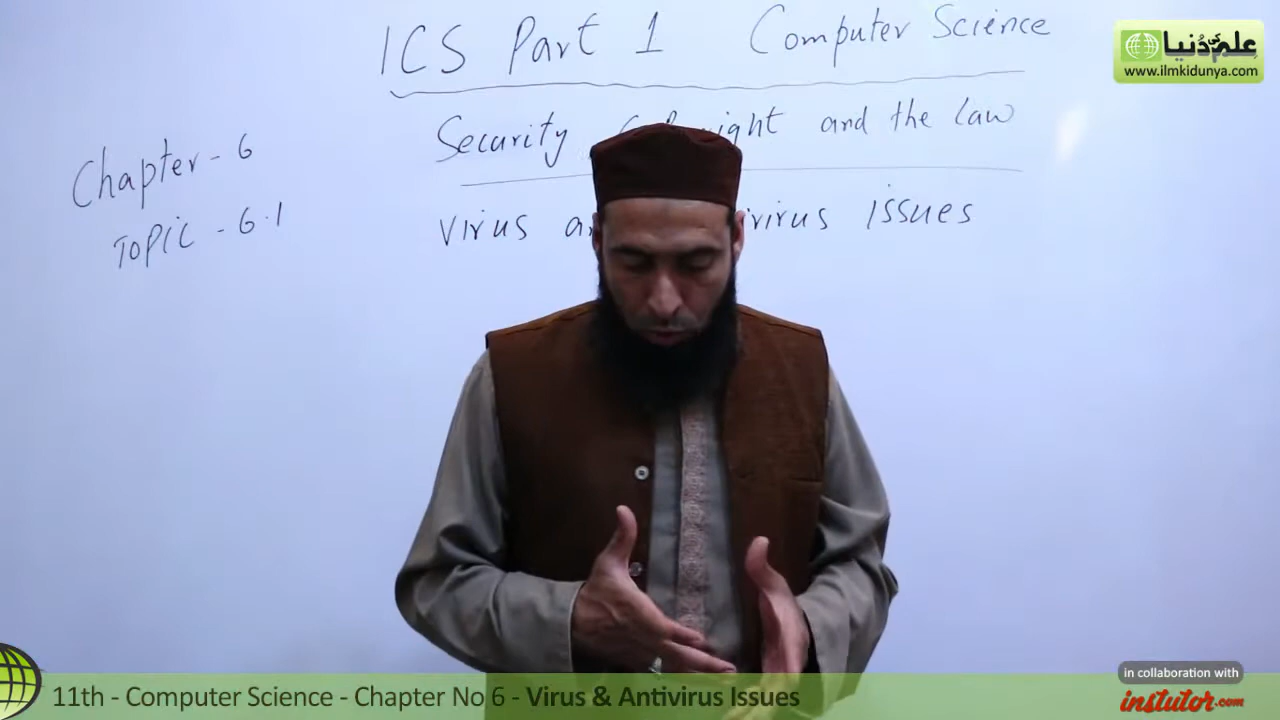 ICS Part 1 Computer Science
علم کی دُنیا
www.ilmkidunya.com
Security and the Law
Chapter - 6
Virus issues
Topic - 6.1
in collaboration with
instutor.com
11th - Computer Science - Chapter No 6 - Virus & Antivirus Issues